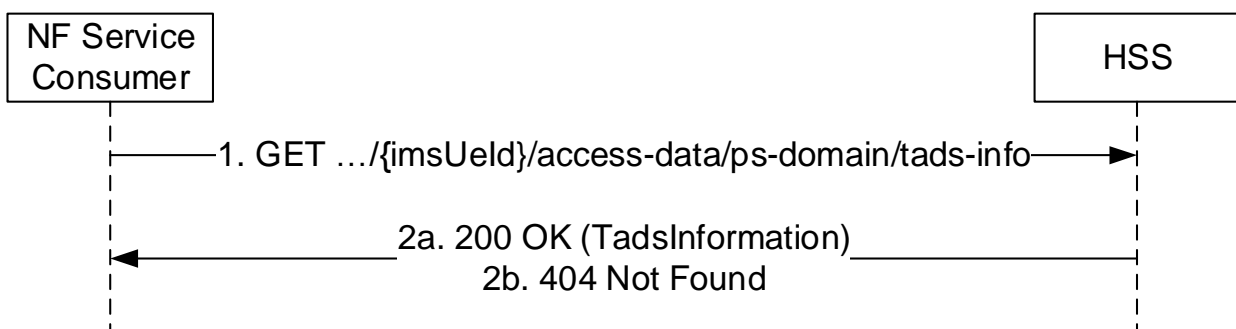 NF Service
Consumer
HSS
1. GET …/{imsUeId}/access-data/ps-domain/tads-info
2a. 200 OK (TadsInformation)
2b. 404 Not Found